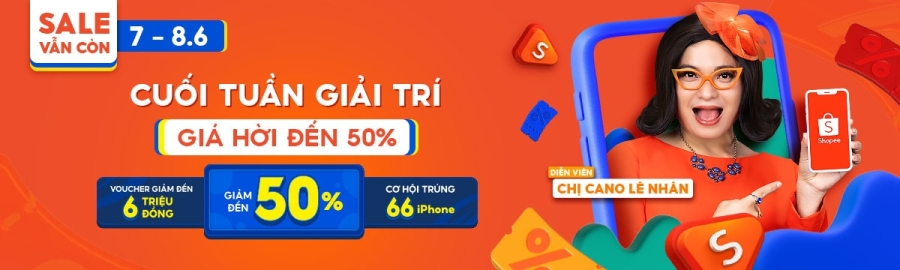 SALE
VẪN CÒN
7 – 8.6
CUỐI TUẦN GIẢI TRÍ
GIÁ HỜI ĐẾN 50%
VOUCHER GIẢM ĐẾN
6 TRIỆU
ĐỒNG
GIẢM
ĐẾN
50%
CƠ HỘI TRÚNG
66 iPhone
S
%
S
Shopee
DIỄN VIÊN
CHỊ CANO LÊ NHÂN
%
S